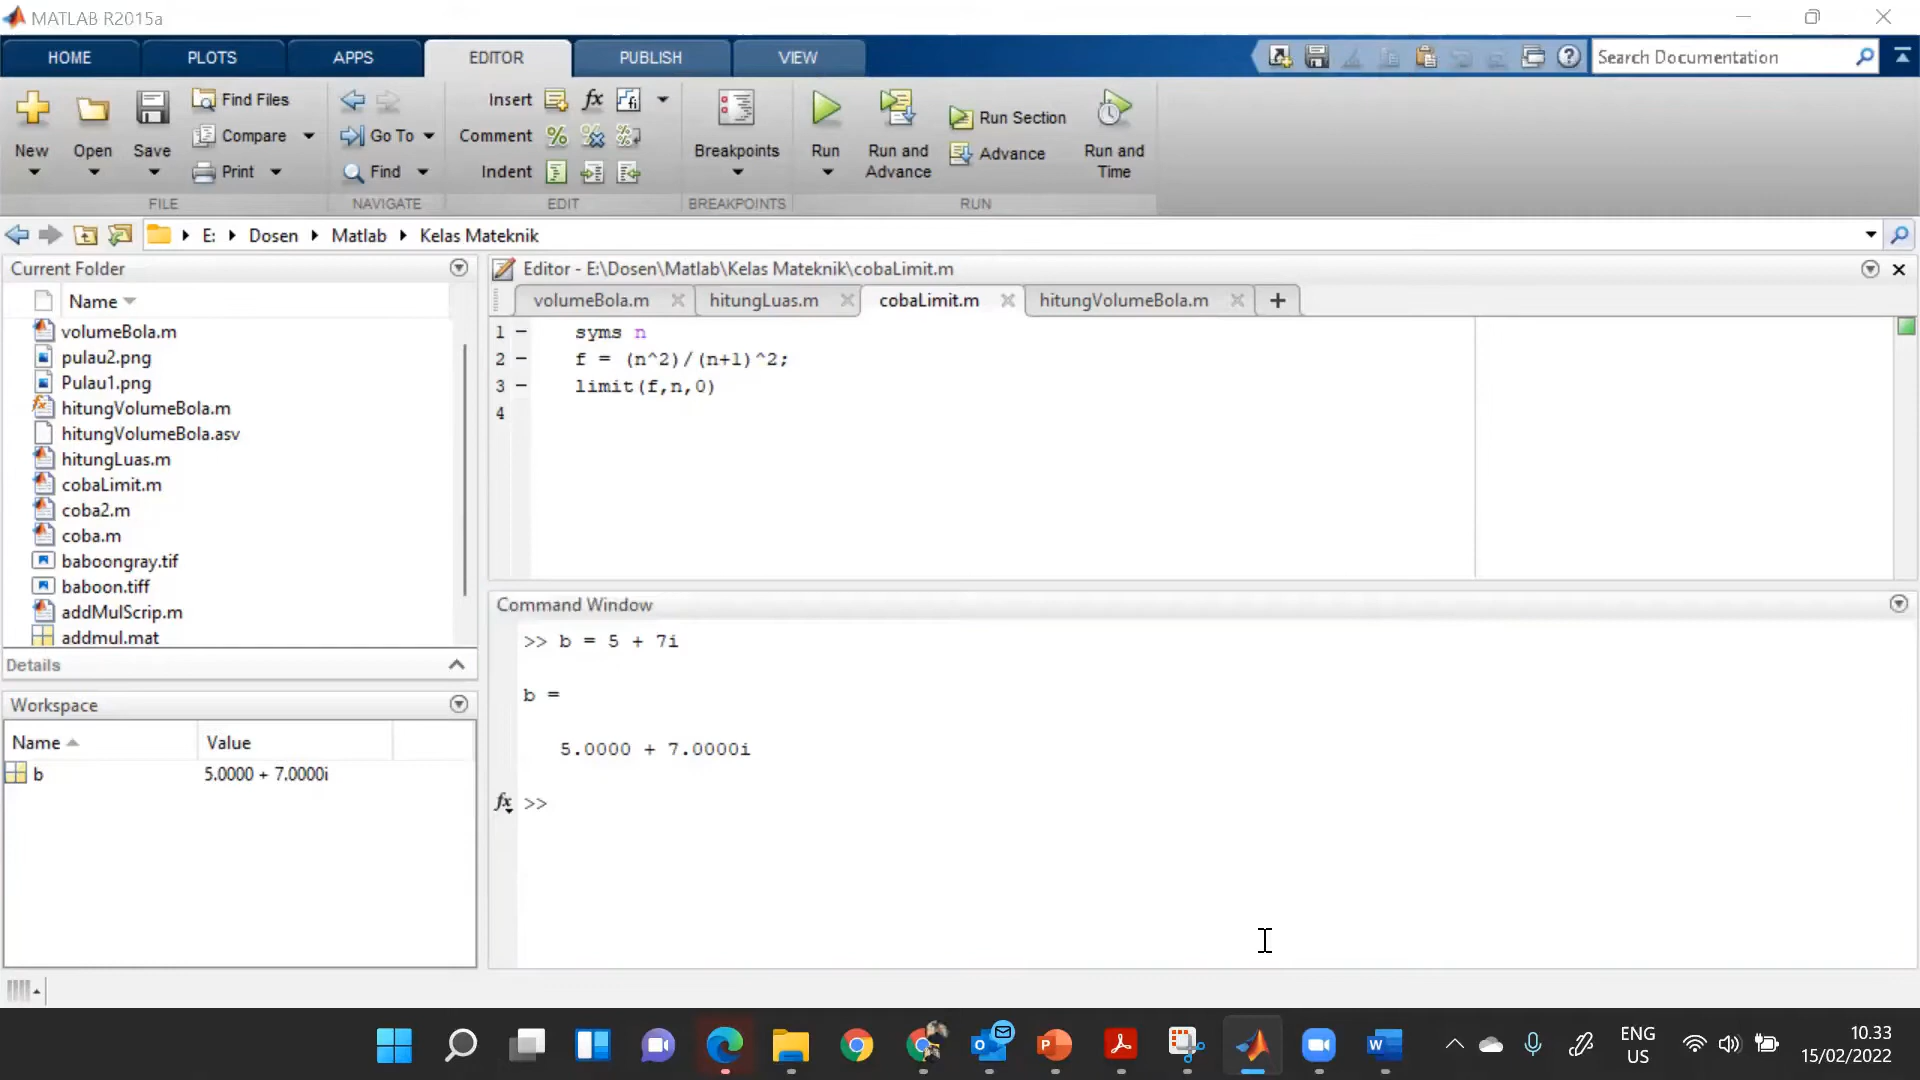 MATLAB R2015a
HOME PLOTS APPS EDITOR PUBLISH VIEW
Search Documentation
New Open Save
Find Files
Compare
Print
FILE
Go To
Find
NAVIGATE
Insert fx
Comment
Indent
EDIT
Breakpoints
BREAKPOINTS
Run
Run and Advance
Run Section
Advance
Run and Time
RUN
E: Dosen Matlab Kelas Mateknik
Current Folder
Name
volumeBola.m
pulau2.png
Pulau1.png
hitungVolumeBola.m
hitungVolumeBola.asv
hitungLuas.m
cobaLimit.m
coba2.m
coba.m
baboongray.tif
baboon.tiff
addMulScrip.m
addmul.mat
Details
Workspace
Name Value
b 5.0000 + 7.0000i
Editor - E:\Dosen\Matlab\Kelas Mateknik\cobaLimit.m
volumeBola.m hitungLuas.m cobaLimit.m hitungVolumeBola.m +
1 syms n
2 f = (n^2)/(n+1)^2;
3 limit(f,n,0)
4
Command Window
>> b = 5 + 7i
b =
5.0000 + 7.0000i
fx >>
ENG
US
10.33
15/02/2022